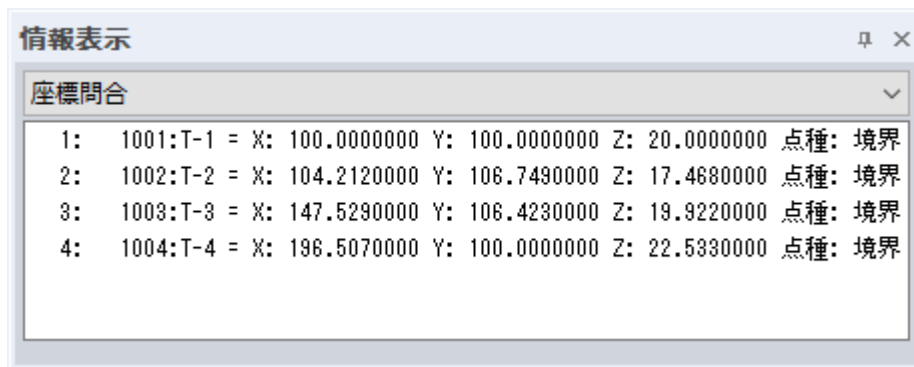 情報表示
座標問合
1: 1001:T-1 = X: 100.0000000 Y: 100.0000000 Z: 20.0000000 点種: 境界
2: 1002:T-2 = X: 104.2120000 Y: 106.7490000 Z: 17.4680000 点種: 境界
3: 1003:T-3 = X: 147.5290000 Y: 106.4230000 Z: 19.9220000 点種: 境界
4: 1004:T-4 = X: 196.5070000 Y: 100.0000000 Z: 22.5330000 点種: 境界